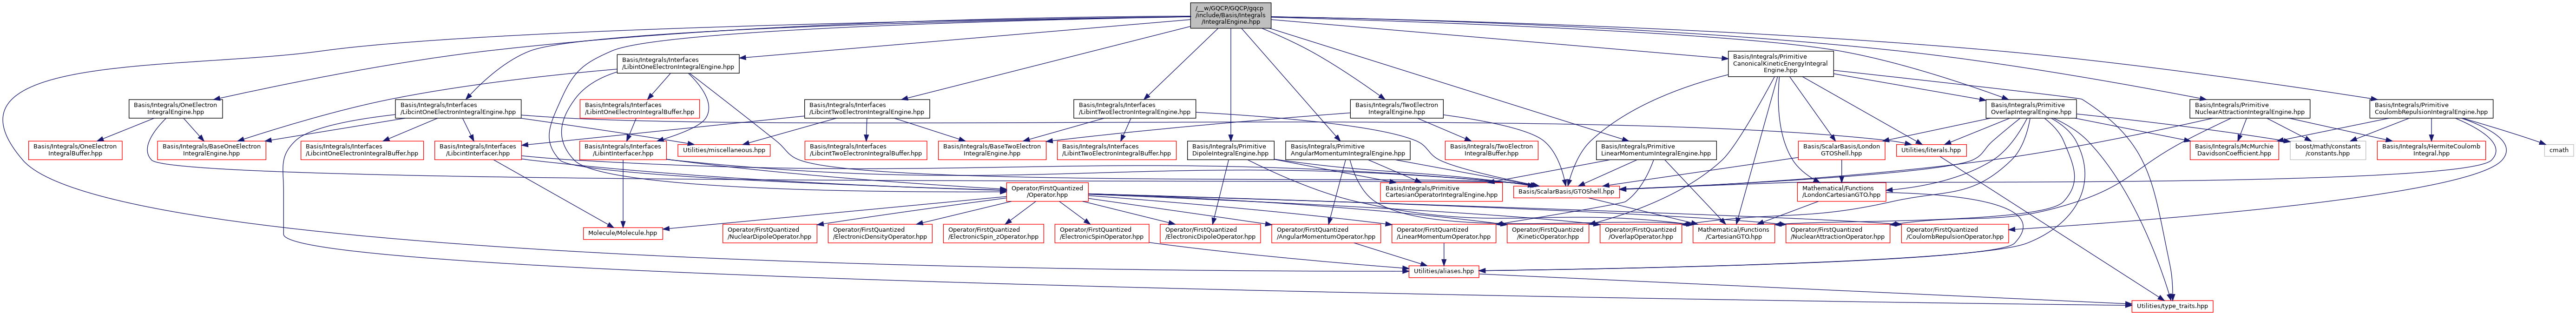 /__w/GQCP/GQCP/gqcp
/include/Basis/Integrals
/IntegralEngine.hpp
Basis/Integrals/Interfaces
/LibintOneElectronIntegralEngine.hpp
Basis/Integrals/Primitive
CanonicalKineticEnergyIntegral
Engine.hpp
Basis/Integrals/OneElectron
IntegralEngine.hpp
Basis/Integrals/Interfaces
/LibcintOneElectronIntegralEngine.hpp
Basis/Integrals/Interfaces
/LibintOneElectronIntegralBuffer.hpp
Basis/Integrals/Interfaces
/LibcintTwoElectronIntegralEngine.hpp
Basis/Integrals/Interfaces
/LibintTwoElectronIntegralEngine.hpp
Basis/Integrals/TwoElectron
IntegralEngine.hpp
Basis/Integrals/Primitive
OverlapIntegralEngine.hpp
Basis/Integrals/Primitive
NuclearAttractionIntegralEngine.hpp
Basis/Integrals/Primitive
CoulombRepulsionIntegralEngine.hpp
Basis/Integrals/OneElectron
IntegralBuffer.hpp
Basis/Integrals/BaseOneElectron
IntegralEngine.hpp
Basis/Integrals/Interfaces
/LibcintOneElectronIntegralBuffer.hpp
Basis/Integrals/Interfaces
/LibcintInterfacer.hpp
Basis/Integrals/Interfaces
/LibintInterfacer.hpp
Utilities/miscellaneous.hpp
Basis/Integrals/Interfaces
/LibcintTwoElectronIntegralBuffer.hpp
Basis/Integrals/BaseTwoElectron
IntegralEngine.hpp
Basis/Integrals/Interfaces
/LibintTwoElectronIntegralBuffer.hpp
Basis/Integrals/Primitive
DipoleIntegralEngine.hpp
Basis/Integrals/Primitive
AngularMomentumIntegralEngine.hpp
Basis/Integrals/TwoElectron
IntegralBuffer.hpp
Basis/Integrals/Primitive
LinearMomentumIntegralEngine.hpp
Basis/ScalarBasis/London
GTOShell.hpp
Utilities/literals.hpp
Basis/Integrals/McMurchie
DavidsonCoefficient.hpp
boost/math/constants
/constants.hpp
Basis/Integrals/HermiteCoulomb
Integral.hpp
cmath
Operator/FirstQuantized
/Operator.hpp
Basis/Integrals/Primitive
CartesianOperatorIntegralEngine.hpp
Basis/ScalarBasis/GTOShell.hpp
Mathematical/Functions
/LondonCartesianGTO.hpp
Molecule/Molecule.hpp
Operator/FirstQuantized
/NuclearDipoleOperator.hpp
Operator/FirstQuantized
/ElectronicDensityOperator.hpp
Operator/FirstQuantized
/ElectronicSpin_zOperator.hpp
Operator/FirstQuantized
/ElectronicSpinOperator.hpp
Operator/FirstQuantized
/ElectronicDipoleOperator.hpp
Operator/FirstQuantized
/AngularMomentumOperator.hpp
Operator/FirstQuantized
/LinearMomentumOperator.hpp
Operator/FirstQuantized
/KineticOperator.hpp
Operator/FirstQuantized
/OverlapOperator.hpp
Mathematical/Functions
/CartesianGTO.hpp
Operator/FirstQuantized
/NuclearAttractionOperator.hpp
Operator/FirstQuantized
/CoulombRepulsionOperator.hpp
Utilities/aliases.hpp
Utilities/type_traits.hpp